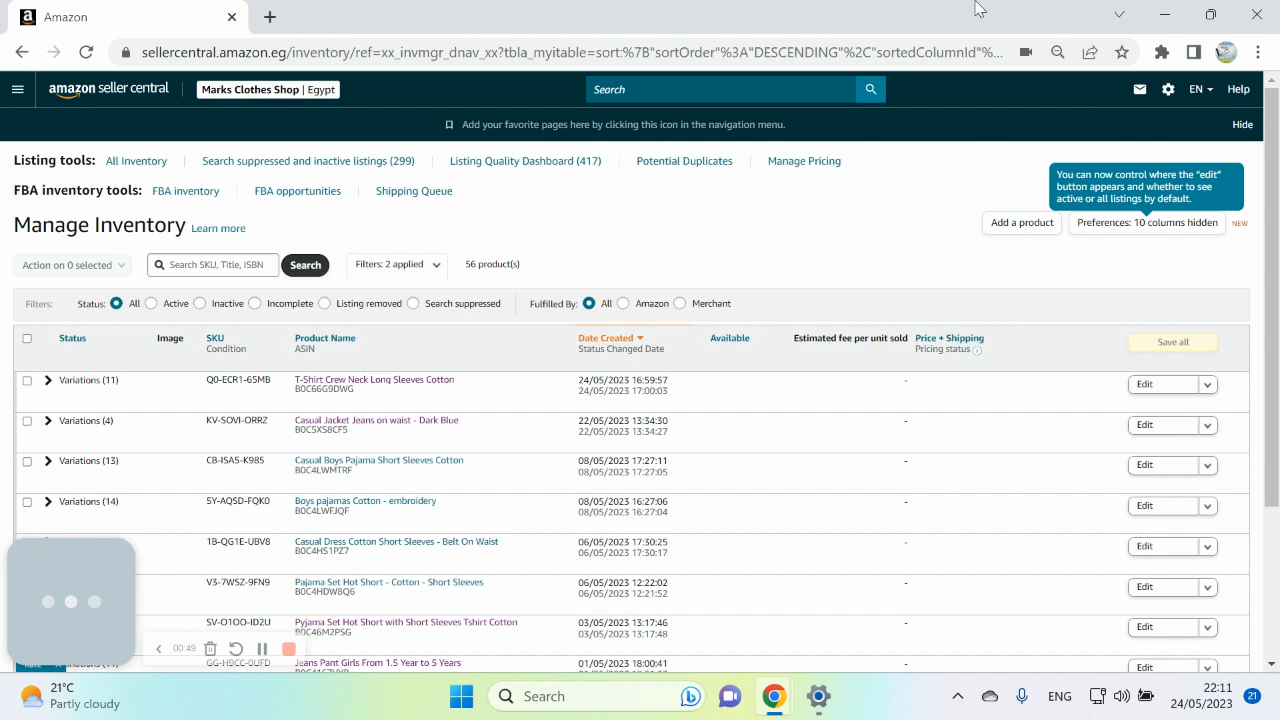 Amazon
sellercentral.amazon.eg/inventory/ref=xx_invmgr_dnav_xx?tbla_myitable=sort:%7B"sortOrder"%3A"DESCENDING"%2C"sortedColumnId"%...
amazon seller central
Marks Clothes Shop | Egypt
Search
EN
Help
Add your favorite pages here by clicking this icon in the navigation menu.
Hide
Listing tools: All Inventory Search suppressed and inactive listings (299) Listing Quality Dashboard (417) Potential Duplicates Manage Pricing
You can now control where the "edit"
button appears and whether to see
active or all listings by default.
FBA inventory tools: FBA inventory FBA opportunities Shipping Queue
Manage Inventory Learn more
Add a product
Preferences: 10 columns hidden
NEW
Action on 0 selected
Search SKU, Title, ISBN
Search
Filters: 2 applied
56 product(s)
Filters: Status: All Active Inactive Incomplete Listing removed Search suppressed Fulfilled By: All Amazon Merchant
Status Image SKU Product Name Date Created Available Estimated fee per unit sold Price + Shipping
Condition ASIN Status Changed Date Pricing status
Save all
Variations (11) Q0-ECR1-65MB T-Shirt Crew Neck Long Sleeves Cotton 24/05/2023 16:59:57 - Edit
B0C66G9DWG 24/05/2023 17:00:03
Variations (4) KV-SOVI-ORRZ Casual Jacket Jeans on waist - Dark Blue 22/05/2023 13:34:30 - Edit
B0C5XS8CF5 22/05/2023 13:34:27
Variations (13) CB-ISA5-K985 Casual Boys Pajama Short Sleeves Cotton 08/05/2023 17:27:11 - Edit
B0C4LWMTRF 08/05/2023 17:27:05
Variations (14) 5Y-AQSD-FQK0 Boys pajamas Cotton - embroidery 08/05/2023 16:27:06 - Edit
B0C4LWFJQF 08/05/2023 16:27:04
1B-QG1E-UBV8 Casual Dress Cotton Short Sleeves - Belt On Waist 06/05/2023 17:30:25 - Edit
B0C4HS1PZ7 06/05/2023 17:30:17
V3-7WSZ-9FN9 Pajama Set Hot Short - Cotton - Short Sleeves 06/05/2023 12:22:02 - Edit
B0C4HDW8Q6 06/05/2023 12:21:52
SV-O1OO-ID2U Pyjama Set Hot Short with Short Sleeves Tshirt Cotton 03/05/2023 13:17:46 - Edit
B0C46M2PSG 03/05/2023 13:17:48
00:49
GG-H9CC-0UFD Jeans Pant Girls From 1.5 Year to 5 Years 01/05/2023 18:00:41 - Edit
21°C
Partly cloudy
Search
ENG
22:11
24/05/2023
21